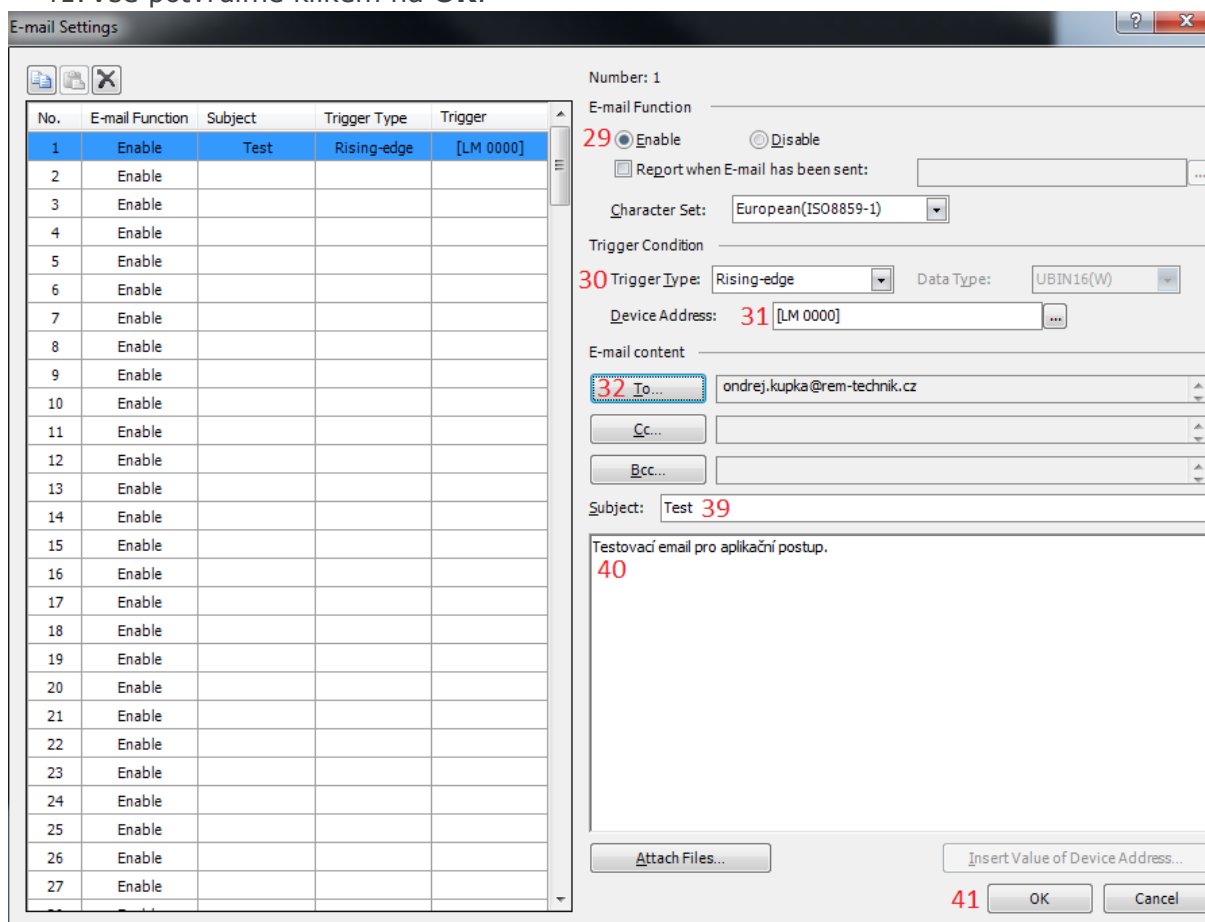 41. Vše potvrdíme klikem na OK.
E-mail Settings
Number: 1
No. E-mail Function Subject Trigger Type Trigger
1 Enable Test Rising-edge [LM 0000]
2 Enable
3 Enable
4 Enable
5 Enable
6 Enable
7 Enable
8 Enable
9 Enable
10 Enable
11 Enable
12 Enable
13 Enable
14 Enable
15 Enable
16 Enable
17 Enable
18 Enable
19 Enable
20 Enable
21 Enable
22 Enable
23 Enable
24 Enable
25 Enable
26 Enable
27 Enable
E-mail Function
29 Enable Disable
Report when E-mail has been sent: ...
Character Set: European(ISO8859-1)
Trigger Condition
30 Trigger Type: Rising-edge Data Type: UBIN16(W)
Device Address: 31 [LM 0000] ...
E-mail content
32 To... ondrej.kupka@rem-technik.cz
Cc...
Bcc...
Subject: Test 39
Testovací email pro aplikační postup.
40
Attach Files... Insert Value of Device Address...
41 OK Cancel